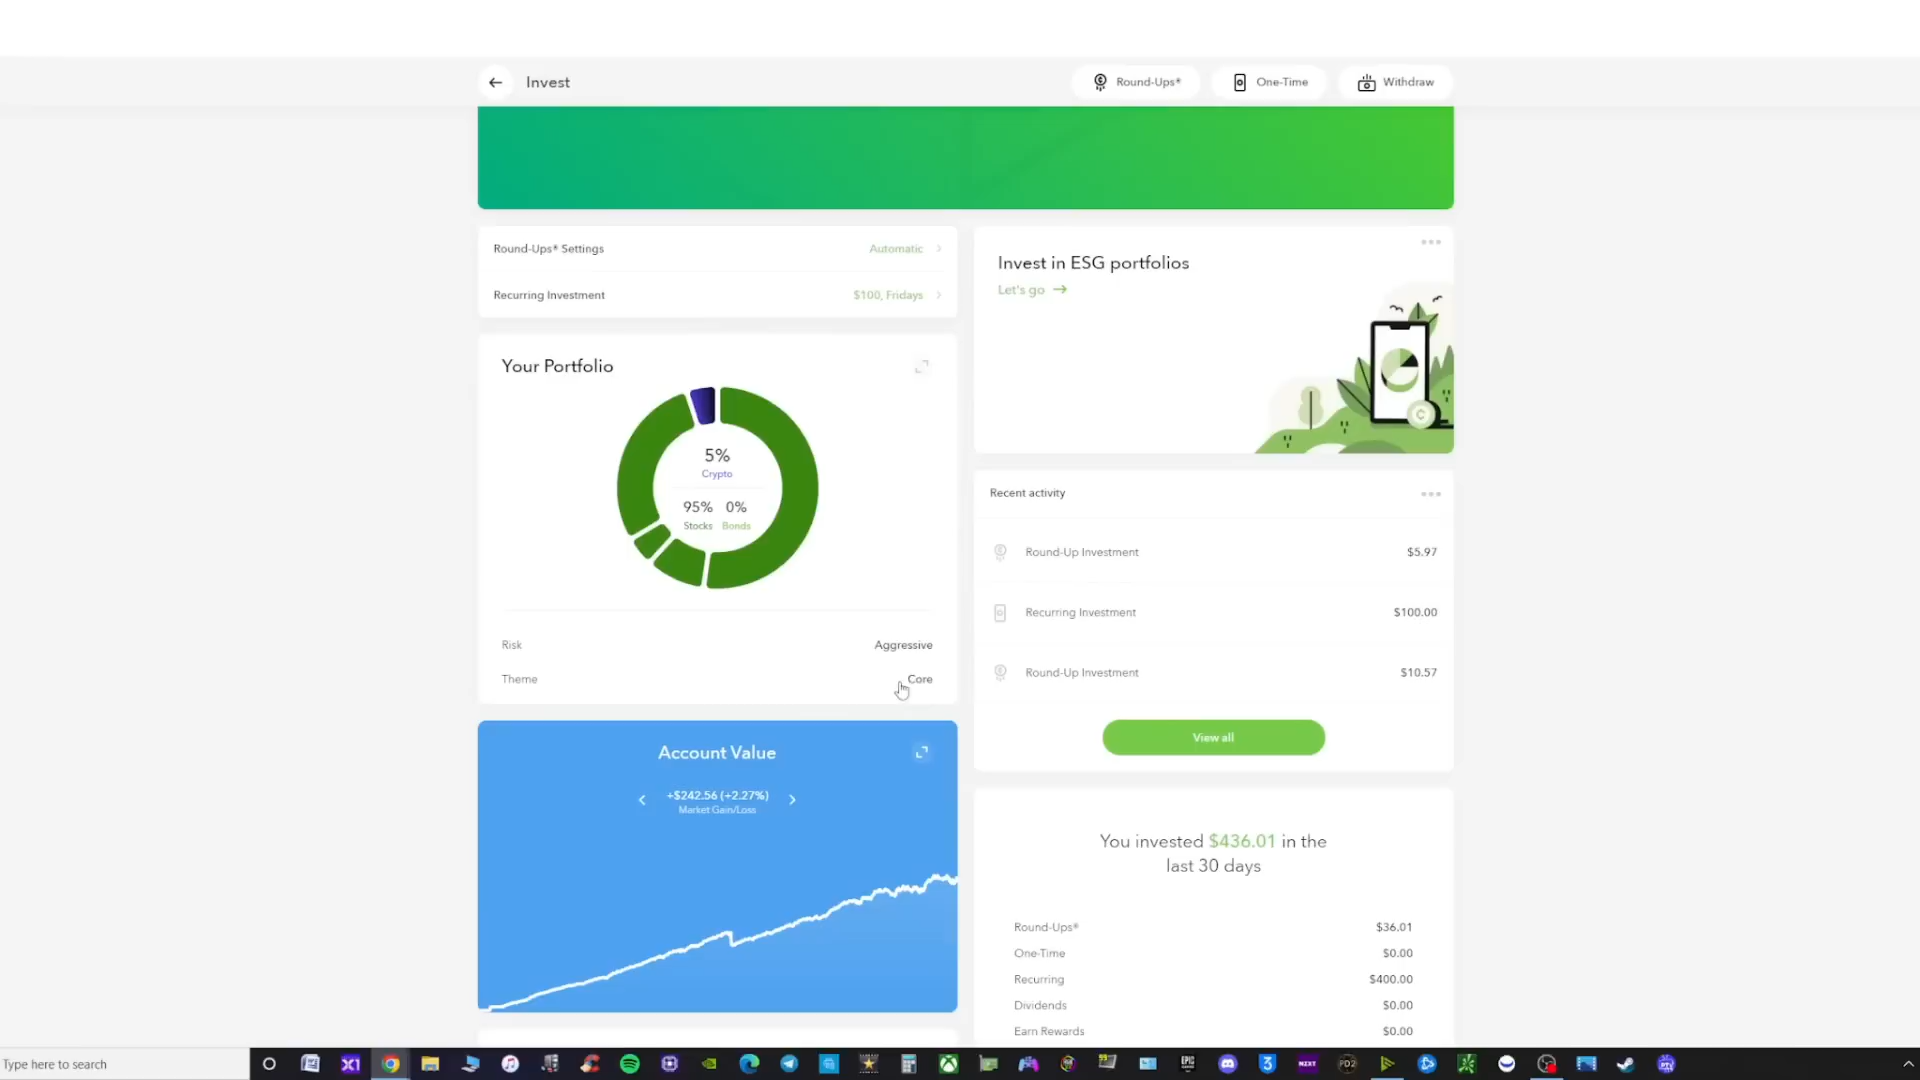 Invest
Round-Ups®
One-Time
Withdraw
Round-Ups® Settings
Automatic
Recurring Investment
$100, Fridays
Your Portfolio
5%
Crypto
95% 0%
Stocks Bonds
Risk
Aggressive
Theme
Core
Account Value
+$242.56 (+2.27%)
Market Gain/Loss
Invest in ESG portfolios
Let's go
Recent activity
Round-Up Investment
$5.97
Recurring Investment
$100.00
Round-Up Investment
$10.57
View all
You invested $436.01 in the
last 30 days
Round-Ups®
$36.01
One-Time
$0.00
Recurring
$400.00
Dividends
$0.00
Earn Rewards
$0.00
Type here to search